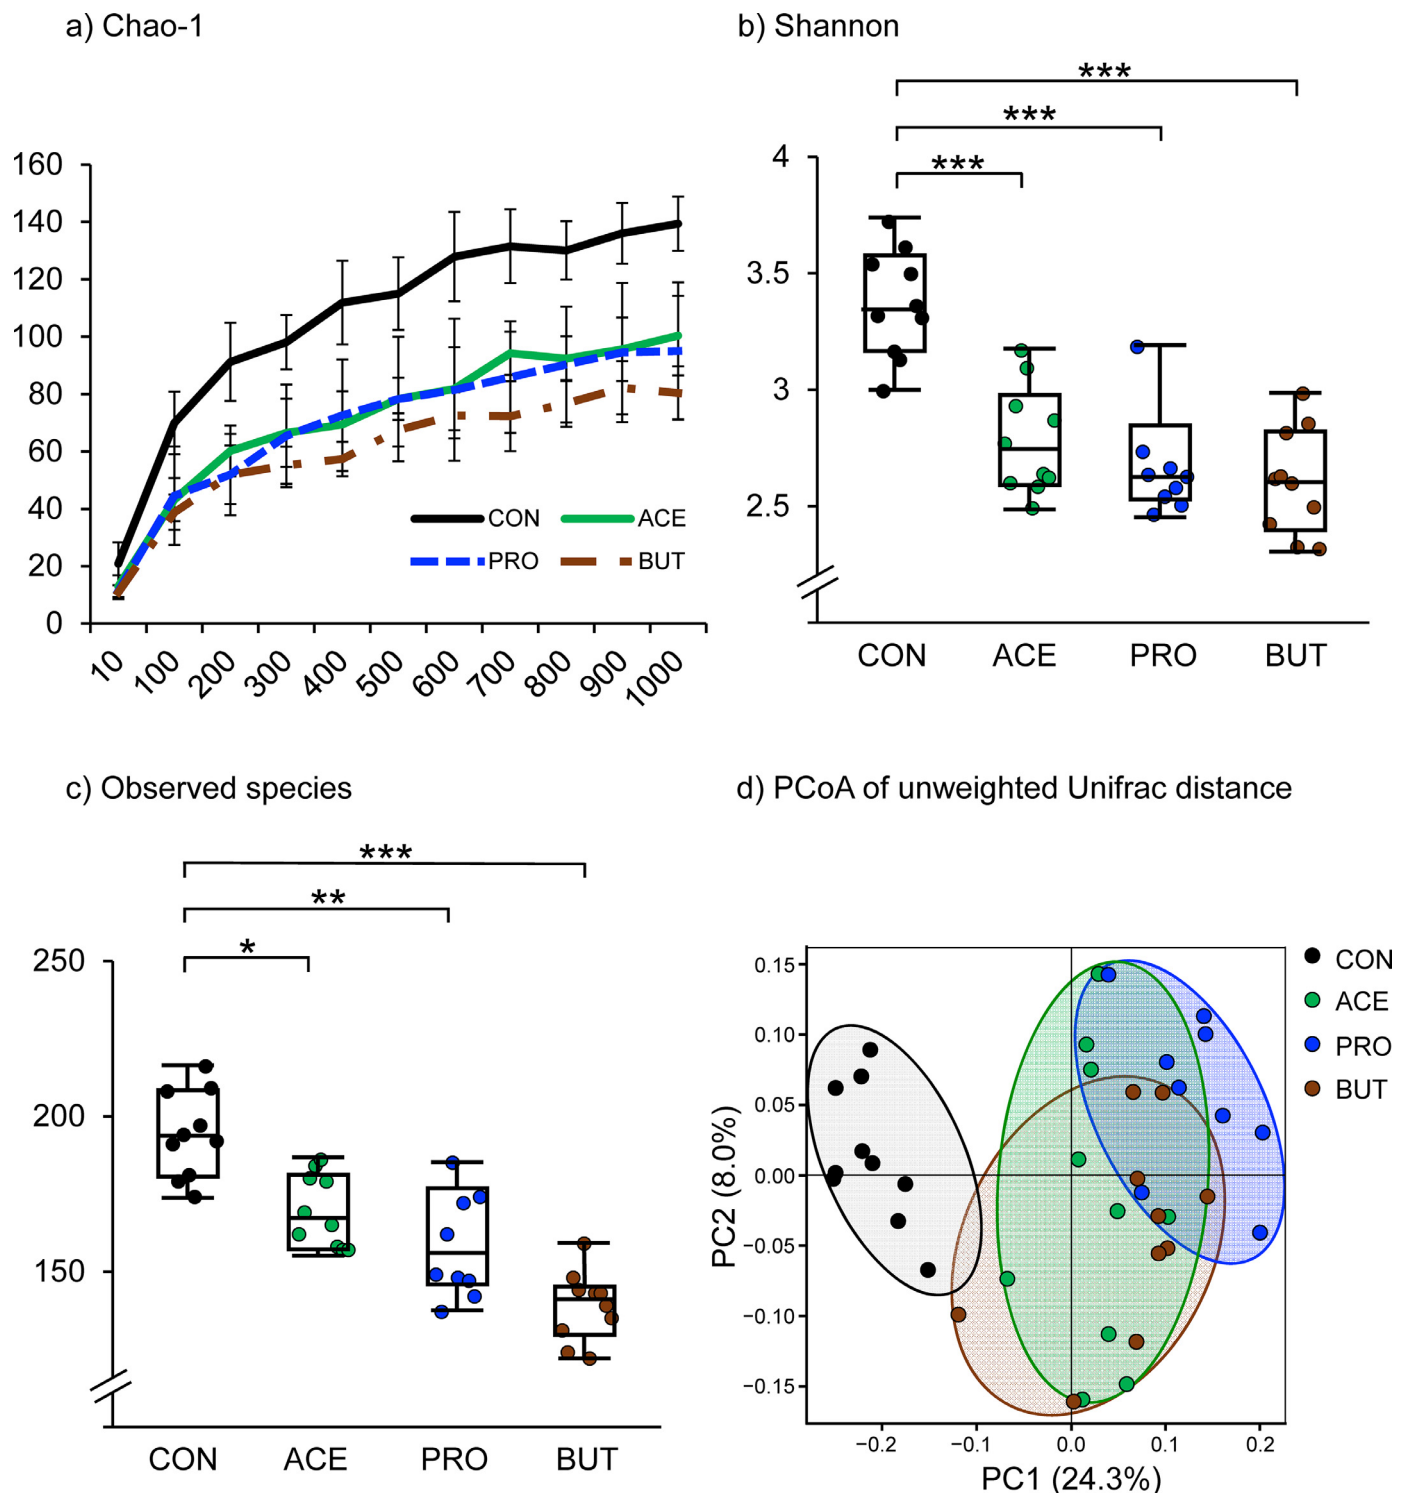 a) Chao-1
160
140
120
100
80
60
40
20
0
10 100 200 300 400 500 600 700 800 900 1000
CON ACE
PRO BUT
b) Shannon
***
***
***
4
3.5
3
2.5
CON ACE PRO BUT
c) Observed species
***
**
*
250
200
150
CON ACE PRO BUT
d) PCoA of unweighted Unifrac distance
CON
ACE
PRO
BUT
PC2 (8.0%)
0.15
0.10
0.05
0.00
−0.05
−0.10
−0.15
−0.2 −0.1 0.0 0.1 0.2
PC1 (24.3%)